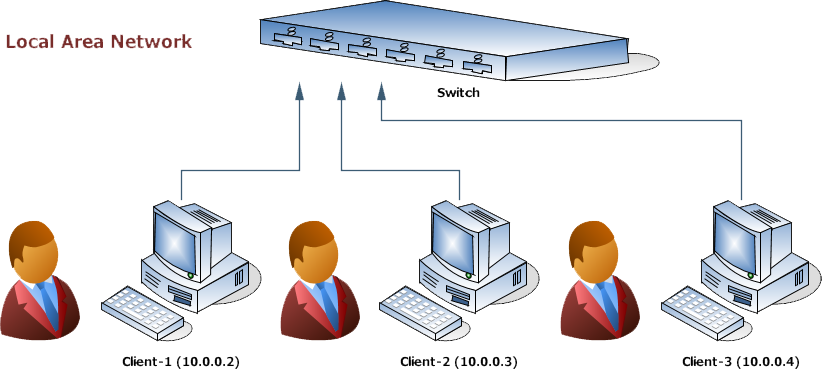 Local Area Network
Switch
Client-1 (10.0.0.2)
Client-2 (10.0.0.3)
Client-3 (10.0.0.4)